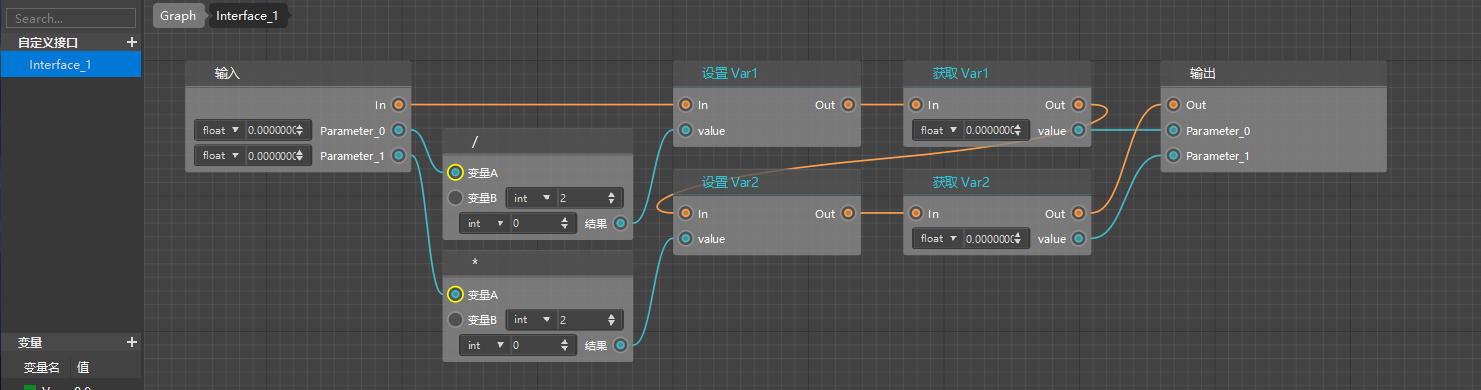 Search...
Graph
Interface_1
自定义接口 +
Interface_1
输入
In
float 0.0000000 Parameter_0
float 0.0000000 Parameter_1
/
变量A
变量B int 2
int 0 结果
*
变量A
变量B int 2
int 0 结果
设置 Var1
In Out
value
设置 Var2
In Out
value
获取 Var1
In Out
float 0.0000000 value
获取 Var2
In Out
float 0.0000000 value
输出
Out
Parameter_0
Parameter_1
变量 +
变量名 值